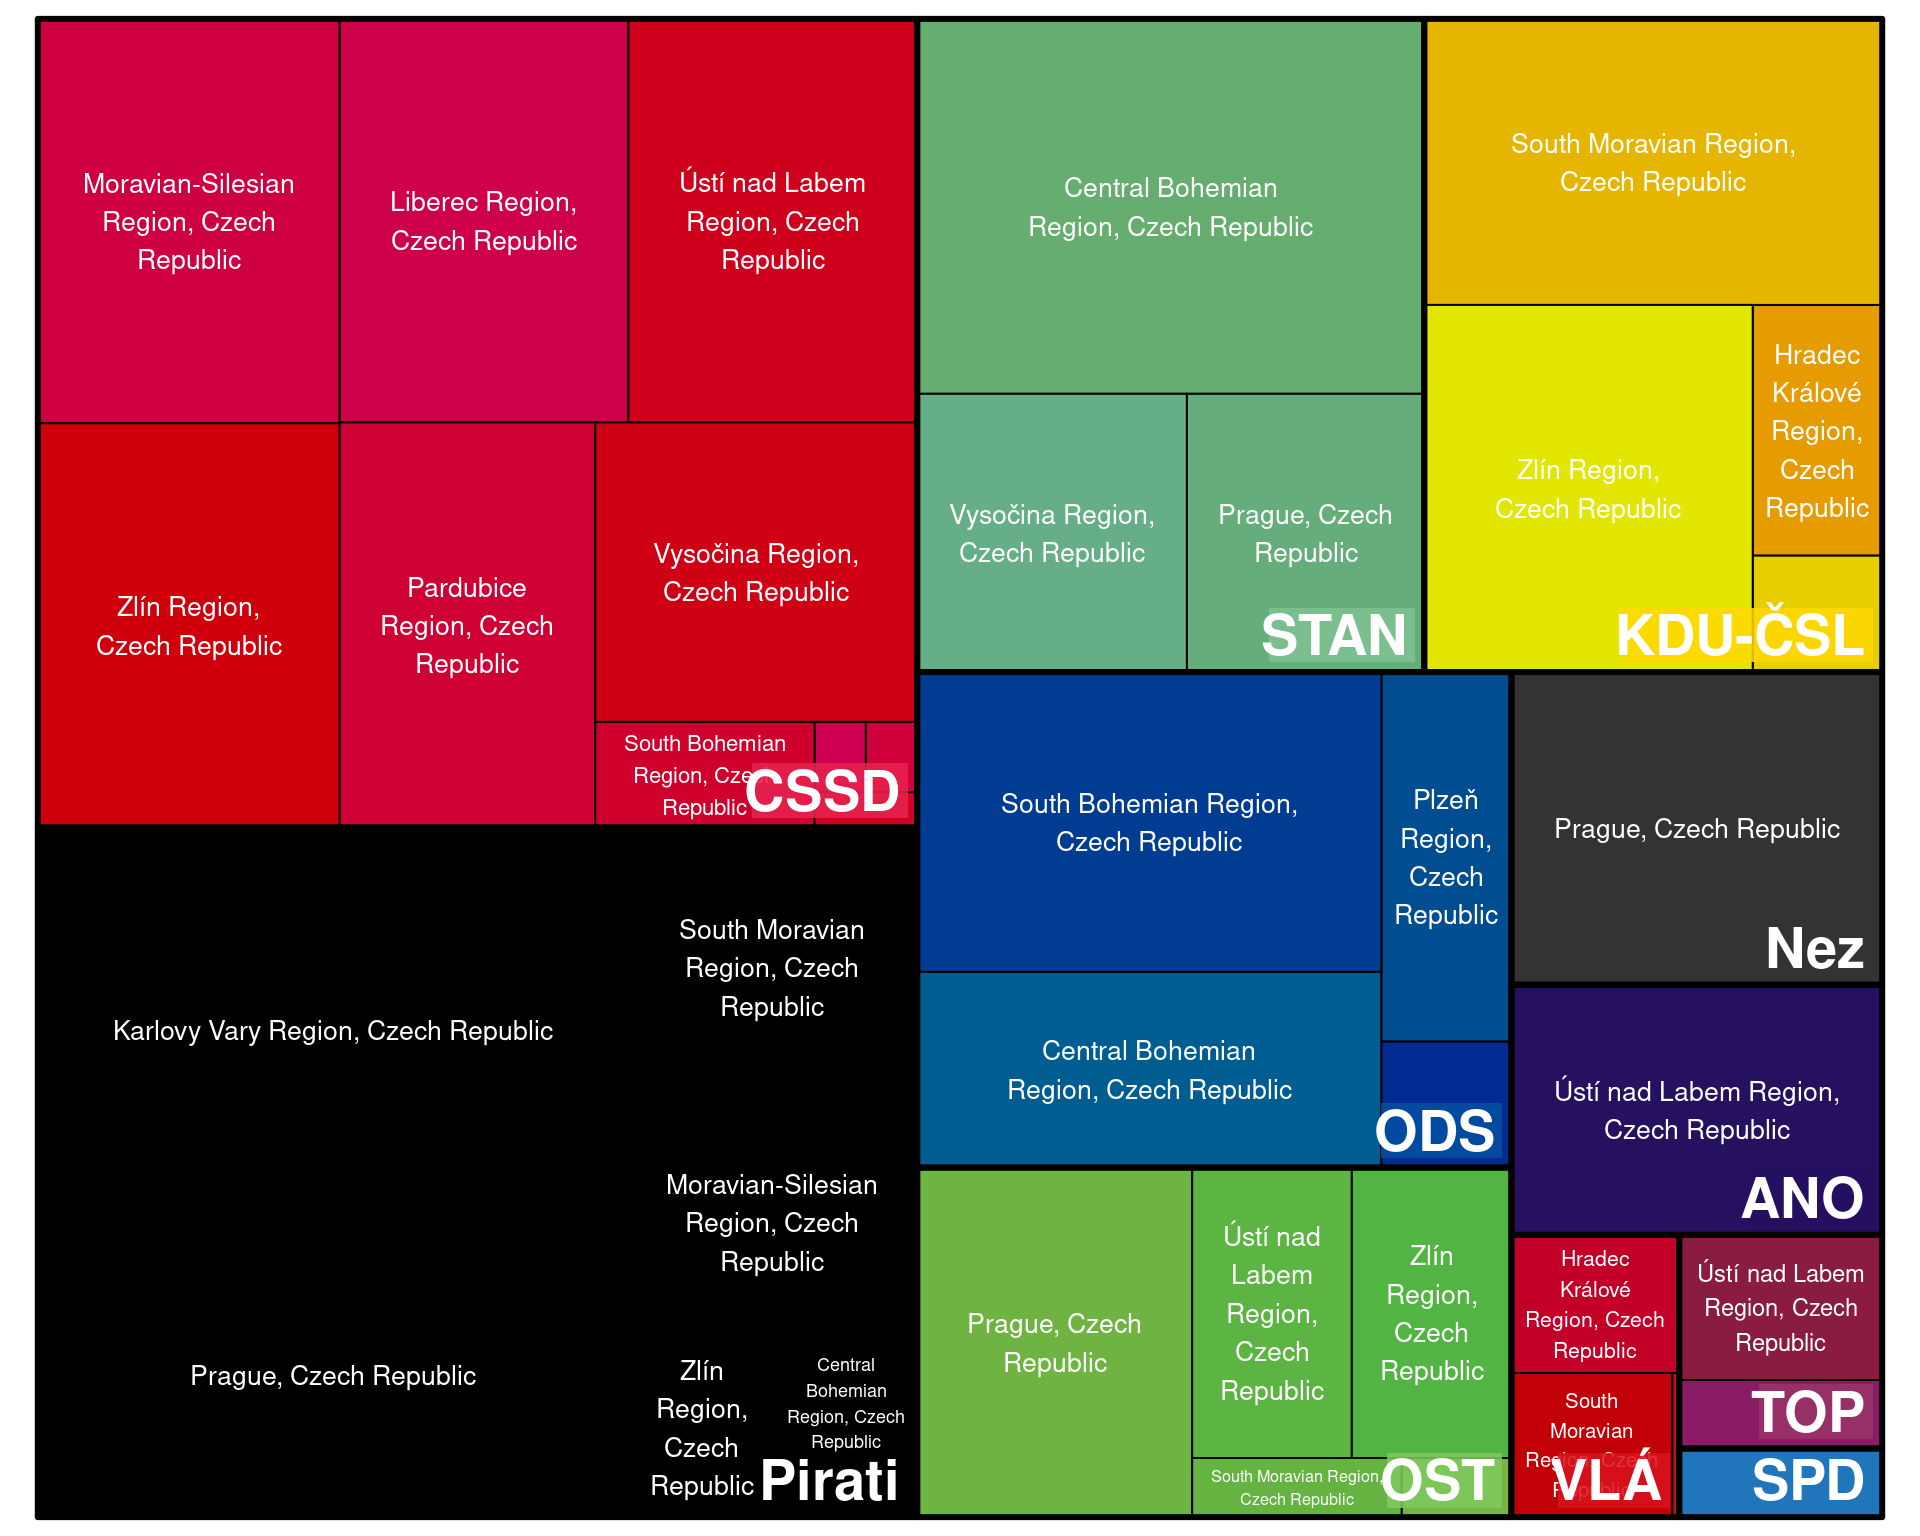 Moravian-Silesian
Region, Czech
Republic
Liberec Region,
Czech Republic
Ústí nad Labem
Region, Czech
Republic
Zlín Region,
Czech Republic
Pardubice
Region, Czech
Republic
Vysočina Region,
Czech Republic
South Bohemian
Region, Czech
Republic
CSSD
Central Bohemian
Region, Czech Republic
Vysočina Region,
Czech Republic
Prague, Czech
Republic
STAN
South Moravian Region,
Czech Republic
Zlín Region,
Czech Republic
Hradec
Králové
Region,
Czech
Republic
KDU-ČSL
Karlovy Vary Region, Czech Republic
Prague, Czech Republic
South Moravian
Region, Czech
Republic
Moravian-Silesian
Region, Czech
Republic
Zlín
Region,
Czech
Republic
Central
Bohemian
Region, Czech
Republic
Pirati
South Bohemian Region,
Czech Republic
Plzeň
Region,
Czech
Republic
Central Bohemian
Region, Czech Republic
ODS
Prague, Czech Republic
Nez
Ústí nad Labem Region,
Czech Republic
ANO
Prague, Czech
Republic
Ústí nad
Labem
Region,
Czech
Republic
Zlín
Region,
Czech
Republic
South Moravian Region,
Czech Republic
OST
Hradec
Králové
Region, Czech
Republic
South
Moravian
Region, Czech
Republic
VLÁ
Ústí nad Labem
Region, Czech
Republic
TOP
SPD